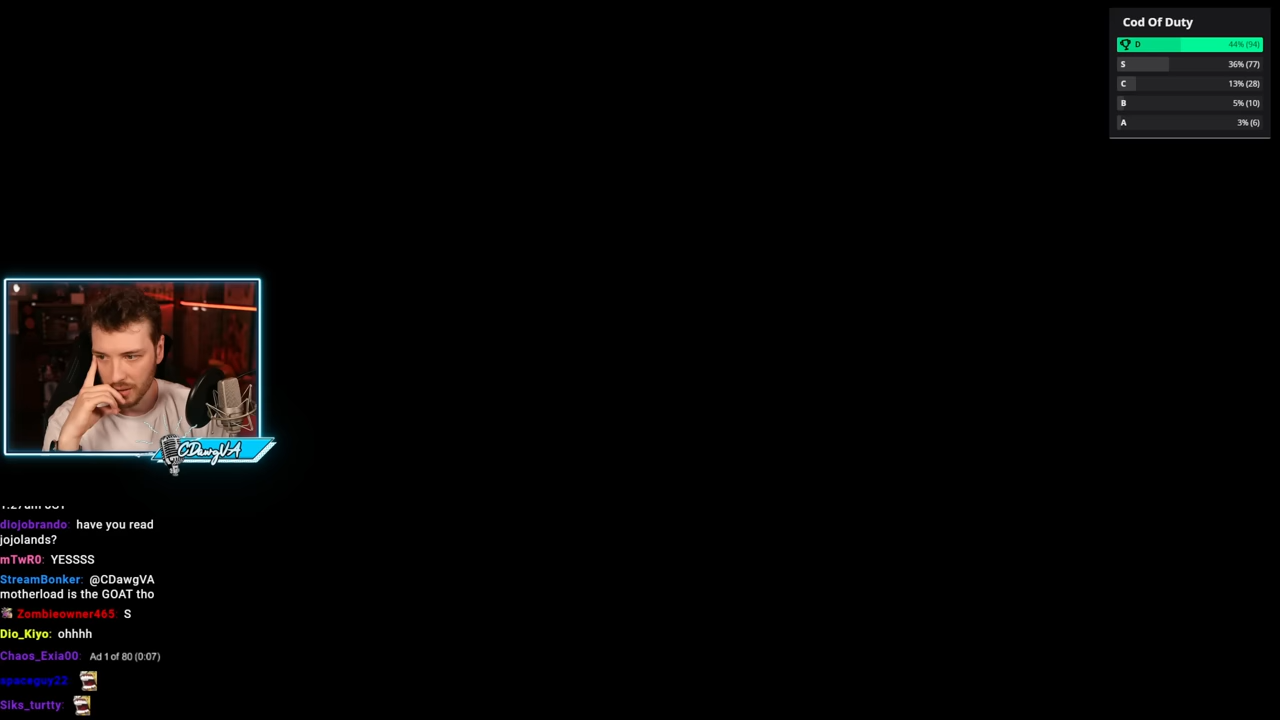 Cod Of Duty
D 44% (94)
S 36% (77)
C 13% (28)
B 5% (10)
A 3% (6)
CDawgVA
diojobrando: have you read
jojolands?
mTwR0: YESSSS
StreamBonker: @CDawgVA
motherload is the GOAT tho
Zombieowner465: S
Dio_Kiyo: ohhhh
Chaos_Exia00: Ad 1 of 80 (0:07)
spaceguy22:
Siks_turtty: